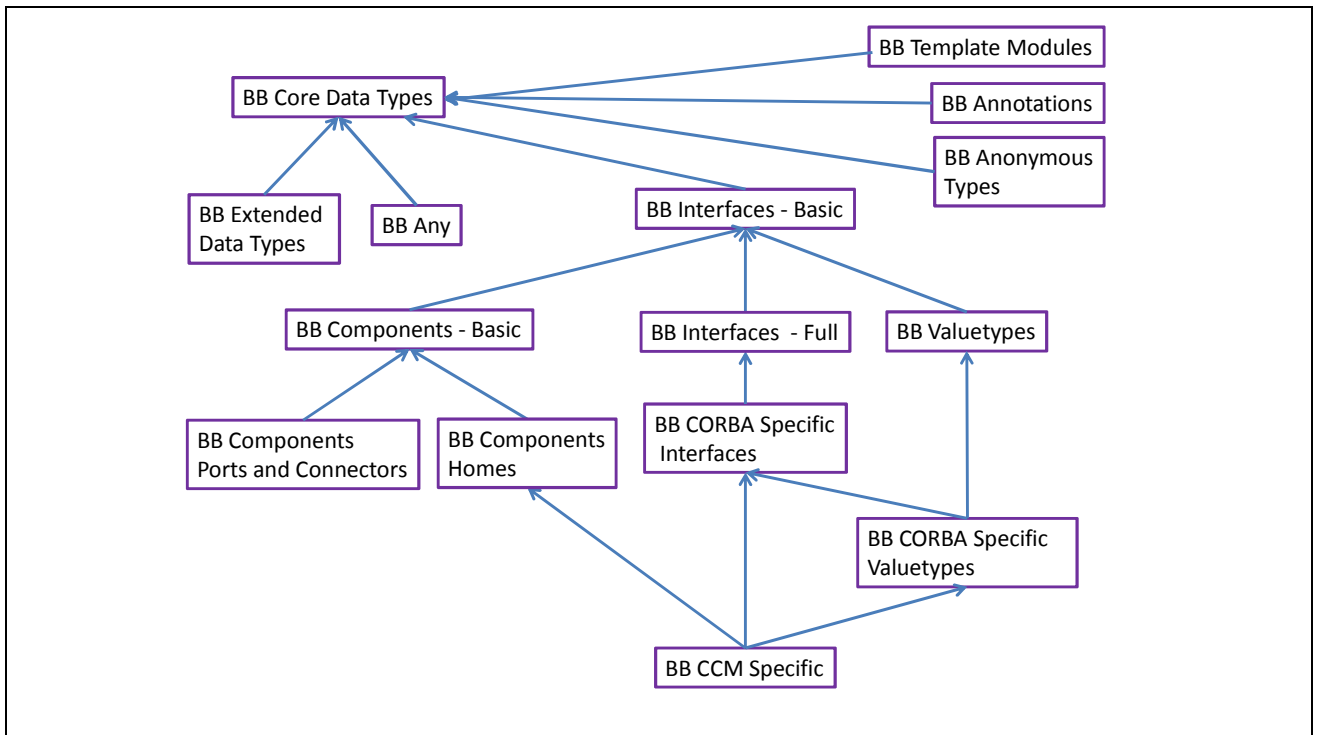 BB Template Modules
BB Core Data Types
BB Annotations
BB Anonymous
Types
BB Extended
Data Types
BB Any
BB Interfaces - Basic
BB Components - Basic
BB Interfaces - Full
BB Valuetypes
BB Components
Ports and Connectors
BB Components
Homes
BB CORBA Specific
Interfaces
BB CORBA Specific
Valuetypes
BB CCM Specific